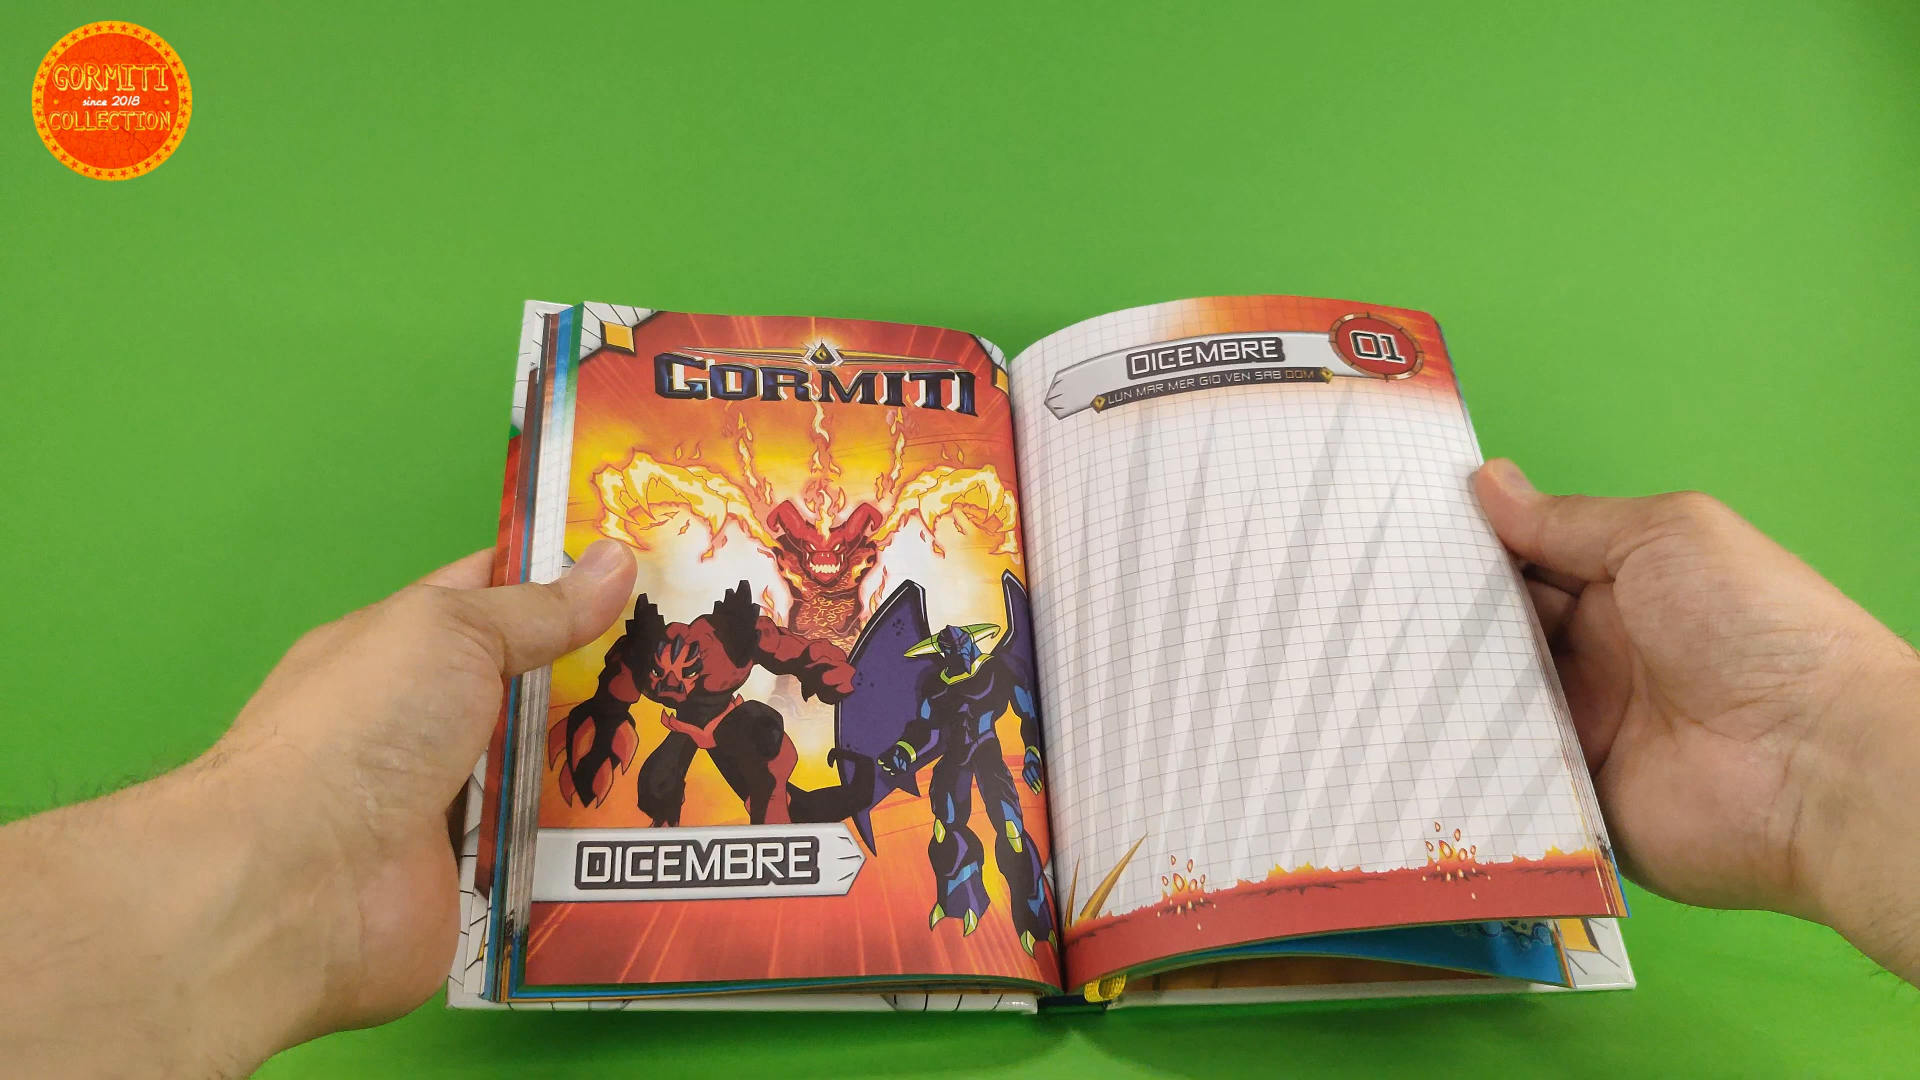 GORMITI
since 2018
COLLECTION
GORMITI
DICEMBRE
DICEMBRE
01
LUN MAR MER GIO VEN SAB DOM